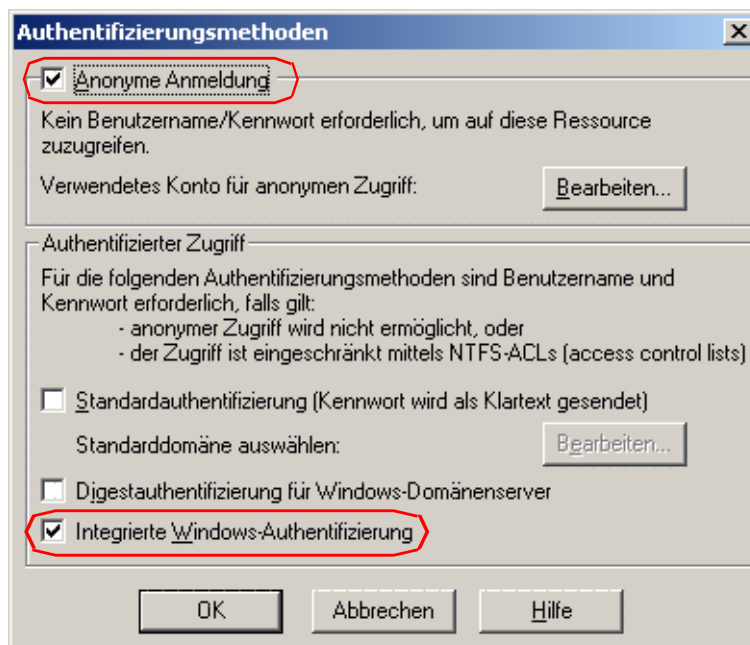 Authentifizierungsmethoden
Anonyme Anmeldung
Kein Benutzername/Kennwort erforderlich, um auf diese Ressource
zuzugreifen.
Verwendetes Konto für anonymen Zugriff:
Bearbeiten...
Authentifizierter Zugriff
Für die folgenden Authentifizierungsmethoden sind Benutzername und
Kennwort erforderlich, falls gilt:
- anonymer Zugriff wird nicht ermöglicht, oder
- der Zugriff ist eingeschränkt mittels NTFS-ACLs (access control lists)
Standardauthentifizierung (Kennwort wird als Klartext gesendet)
Standarddomäne auswählen:
Bearbeiten...
Digestauthentifizierung für Windows-Domänenserver
Integrierte Windows-Authentifizierung
OK
Abbrechen
Hilfe